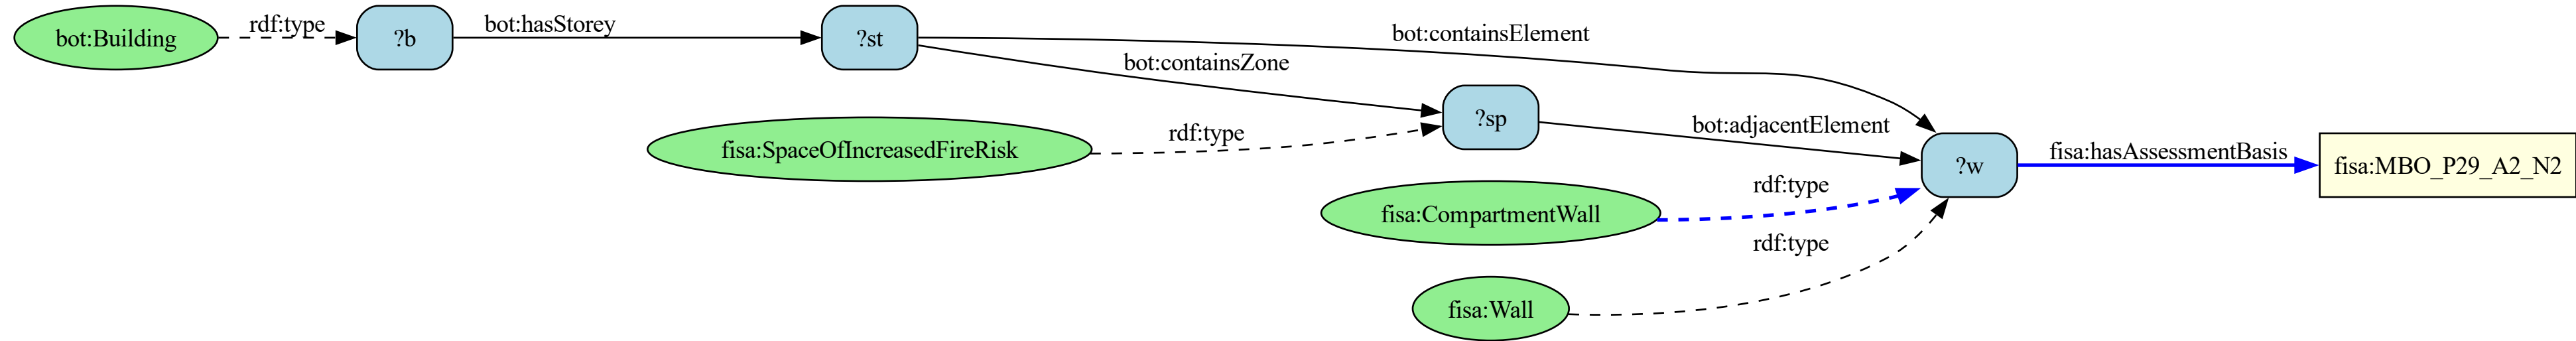 bot:Building
rdf:type
?b
bot:hasStorey
?st
bot:containsElement
bot:containsZone
fisa:SpaceOfIncreasedFireRisk
rdf:type
?sp
bot:adjacentElement
fisa:CompartmentWall
rdf:type
?w
fisa:hasAssessmentBasis
fisa:MBO_P29_A2_N2
fisa:Wall
rdf:type